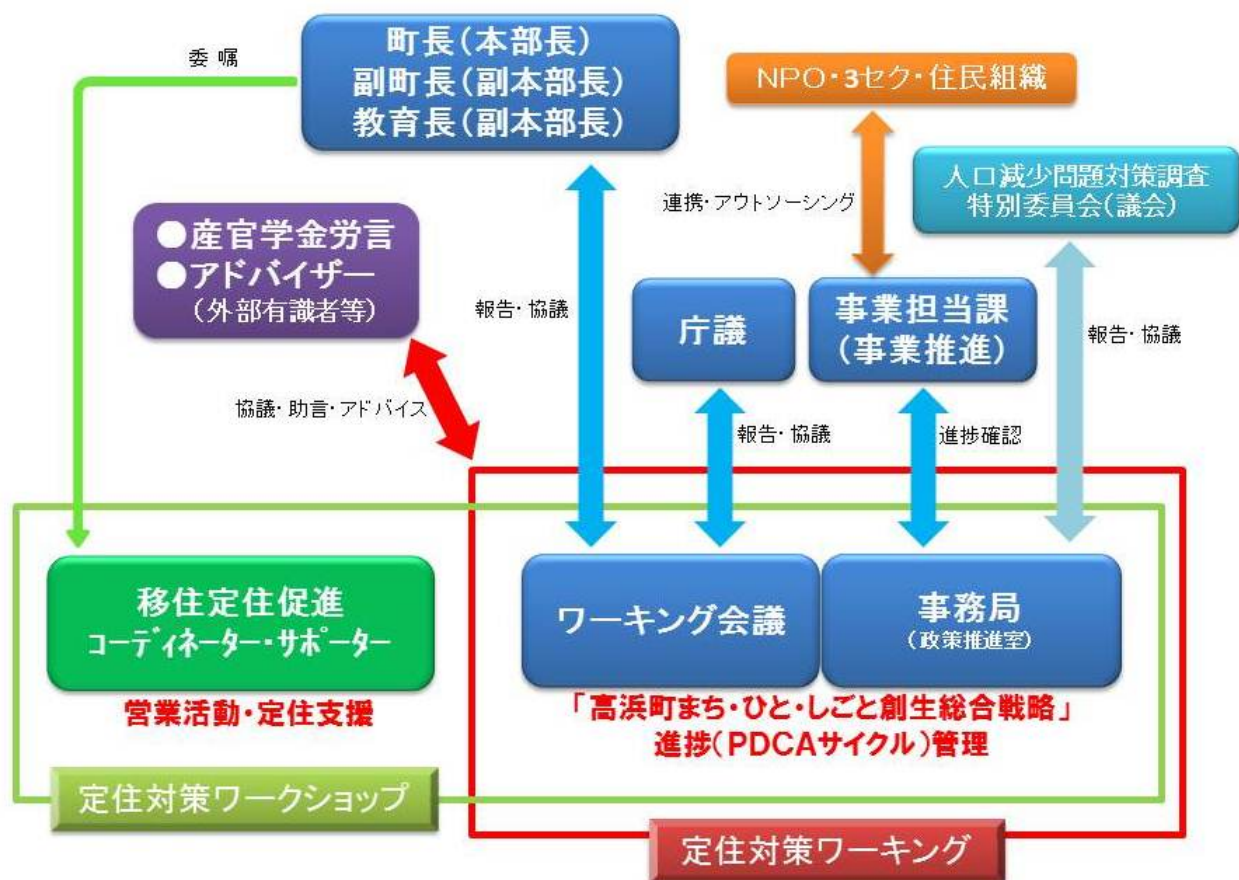 委 嘱
町長(本部長)
副町長(副本部長)
教育長(副本部長)
NPO・3セク・住民組織
人口減少問題対策調査
特別委員会(議会)
連携・アウトソーシング
●産官学金労言
●アドバイザー
(外部有識者等)
報告・協議
庁議
事業担当課
(事業推進)
報告・協議
協議・助言・アドバイス
報告・協議
進捗確認
移住定住促進
コーディネーター・サポーター
営業活動・定住支援
ワーキング会議
事務局
(政策推進室)
「高浜町まち・ひと・しごと創生総合戦略」
進捗(PDCAサイクル)管理
定住対策ワークショップ
定住対策ワーキング